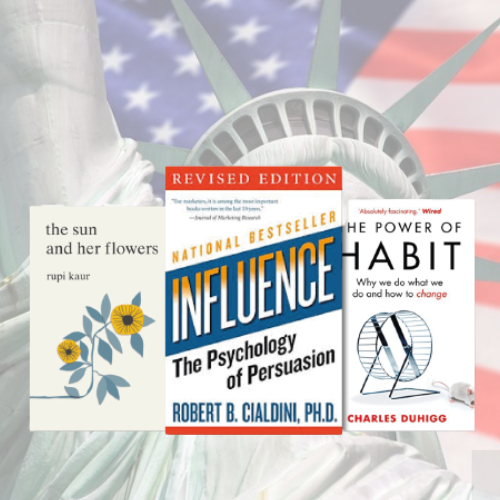 the sun
and her flowers
rupi kaur
REVISED EDITION
"For marketers, it is among the most important
books written in the last 10 years."
—Journal of Marketing Research
NATIONAL BESTSELLER
INFLUENCE
The Psychology
of Persuasion
ROBERT B. CIALDINI, PH.D.
'Absolutely fascinating.' Wired
HE POWER OF
HABIT
Why we do what we
do and how to change
CHARLES DUHIGG